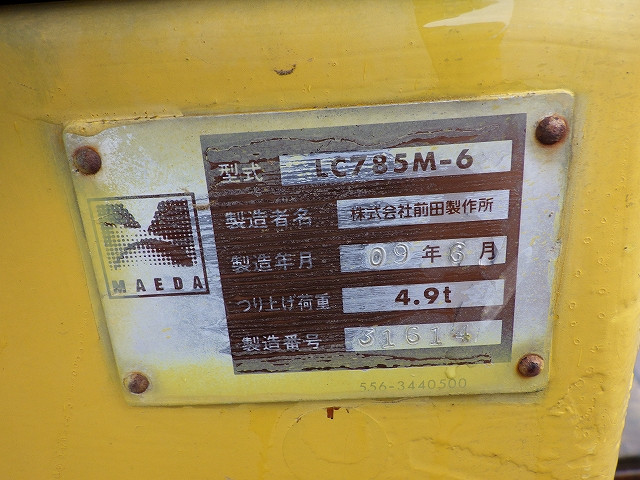 型式 LC785M-6
製造者名 株式会社前田製作所
製造年月 09年6月
つり上げ荷重 4.9t
製造番号 31614
MAEDA
556-3440500